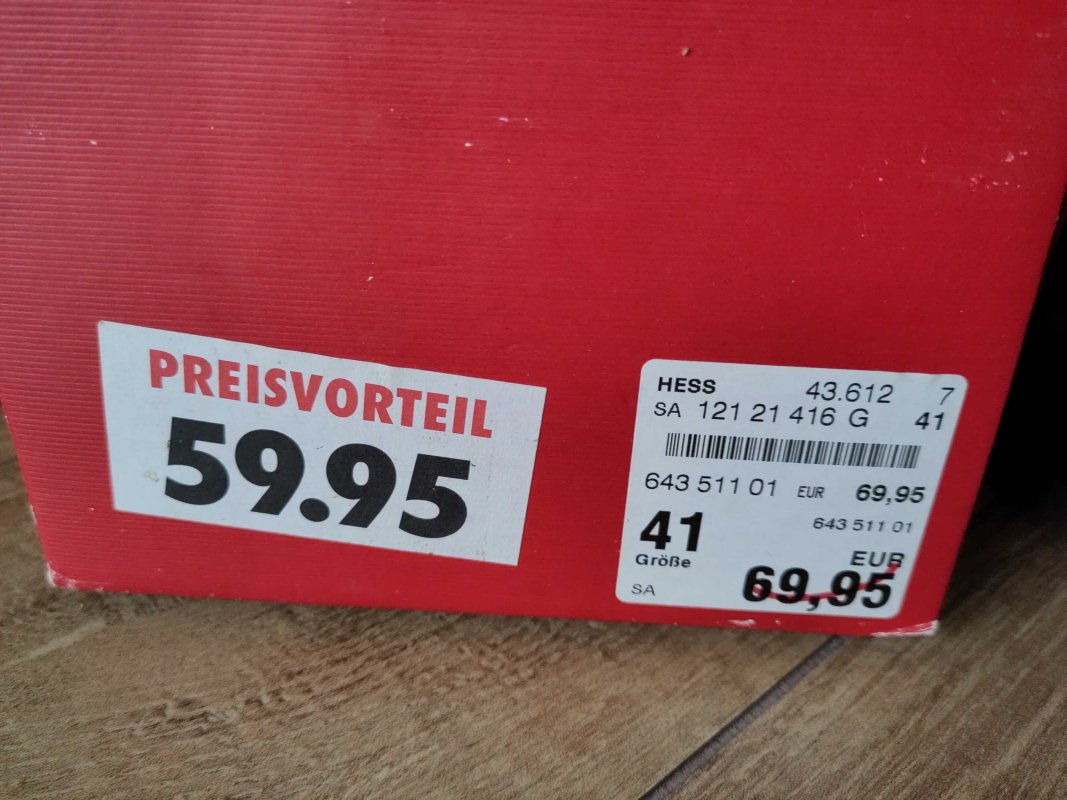 PREISVORTEIL
59.95
HESS 43.612 7
SA 121 21 416 G 41
643 511 01 EUR 69,95
41 643 511 01
Größe EUR
SA 69,95